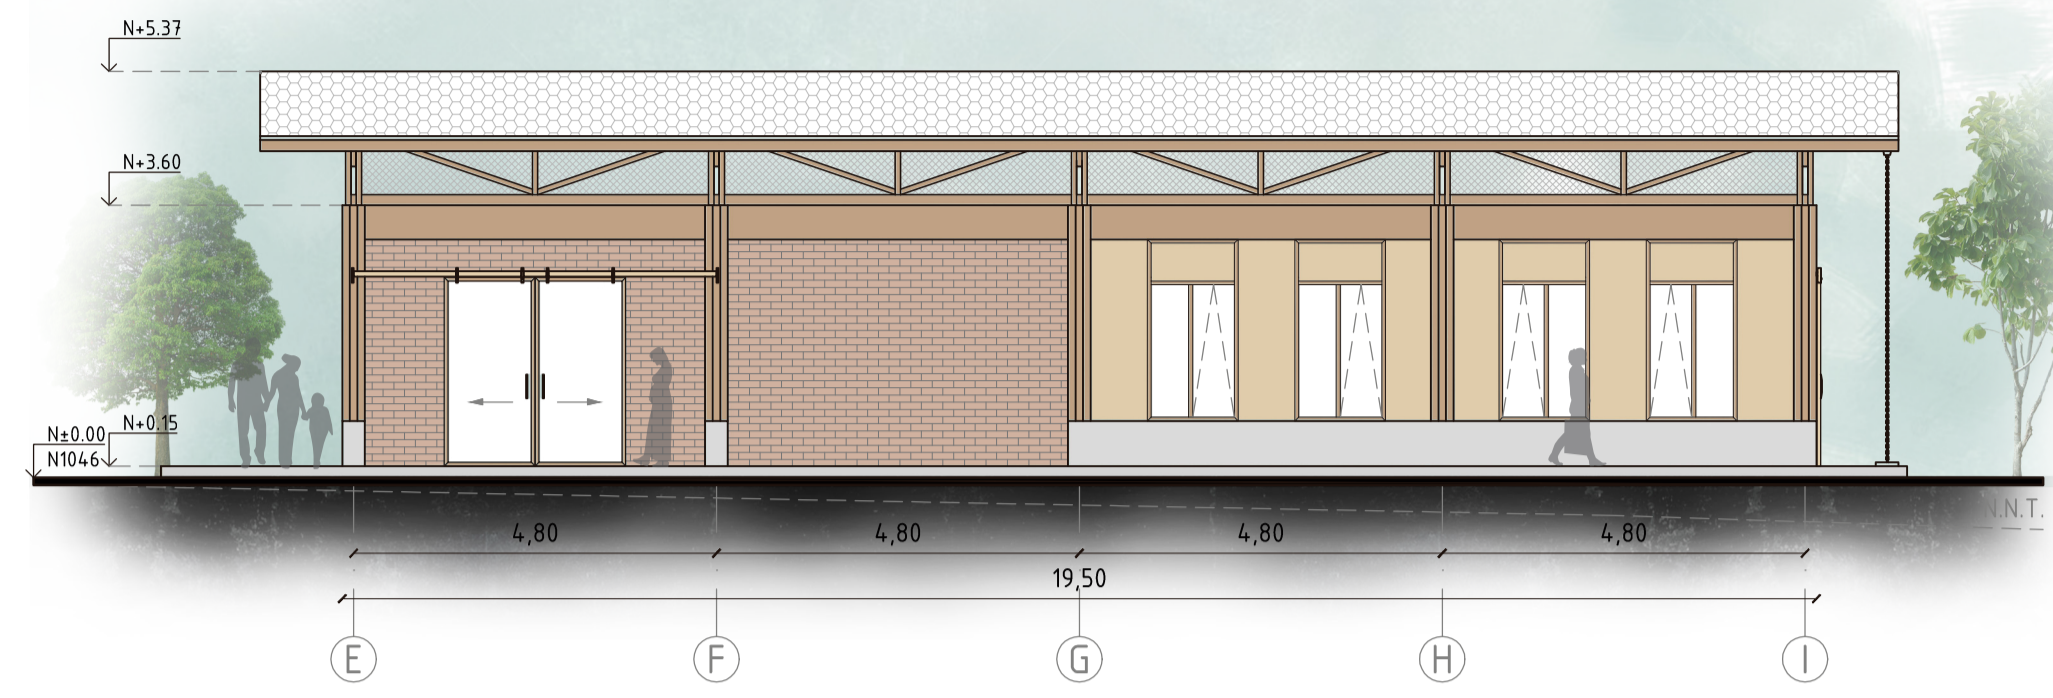 N+5.37
N+3.60
N+0.15
N±0.00
N1046
N.N.T.
4,80 4,80 4,80 4,80
19,50
E F G H I